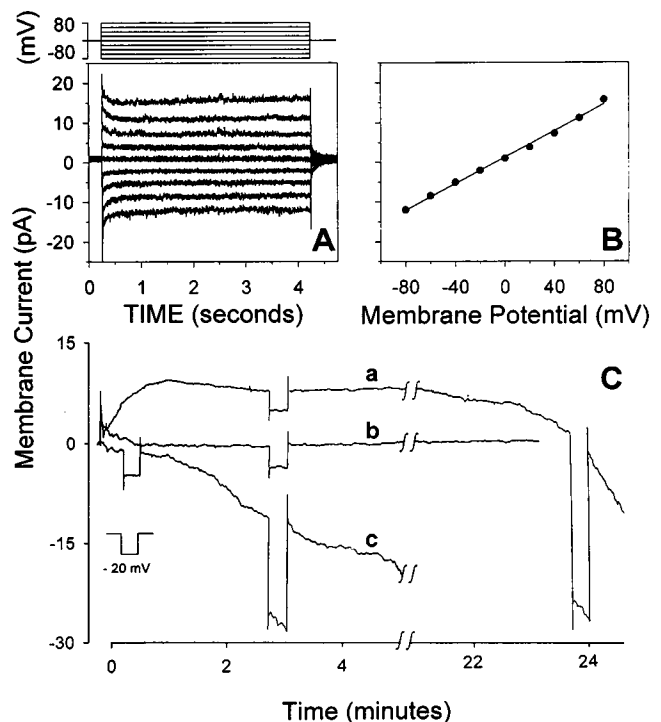 80
(mV)
-80
20
10
0
-10
-20
A
0 1 2 3 4
TIME (seconds)
B
-80 -40 0 40 80
Membrane Potential (mV)
Membrane Current (pA)
15
0
-15
-30
a
b
c
C
- 20 mV
0 2 4 22 24
Time (minutes)